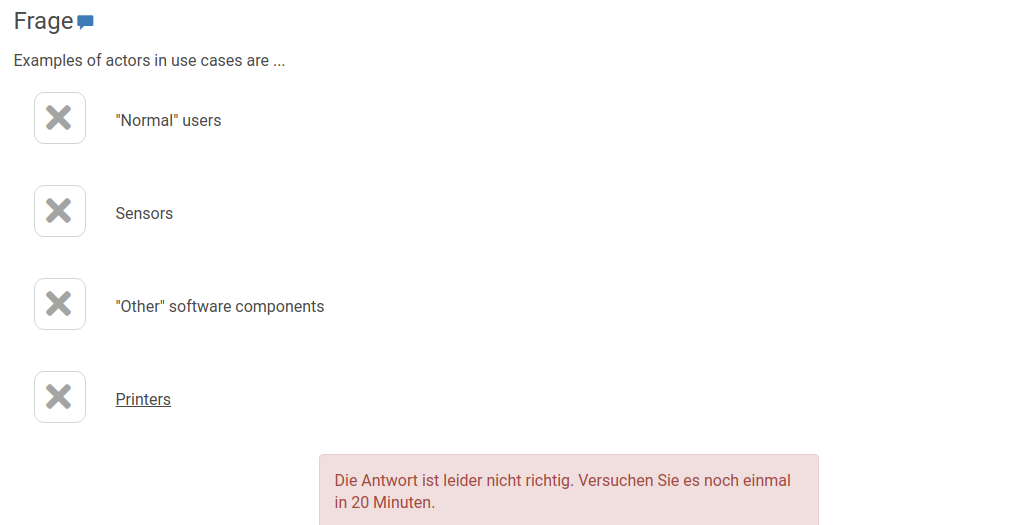 Frage
Examples of actors in use cases are ...
"Normal" users
Sensors
"Other" software components
Printers
Die Antwort ist leider nicht richtig. Versuchen Sie es noch einmal
in 20 Minuten.